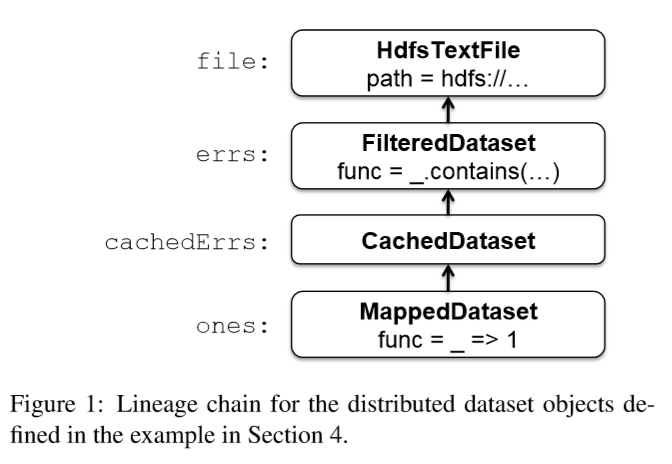 file:
HdfsTextFile
path = hdfs://…
errs:
FilteredDataset
func = _.contains(…)
cachedErrs:
CachedDataset
ones:
MappedDataset
func = _ => 1
Figure 1: Lineage chain for the distributed dataset objects de-
fined in the example in Section 4.